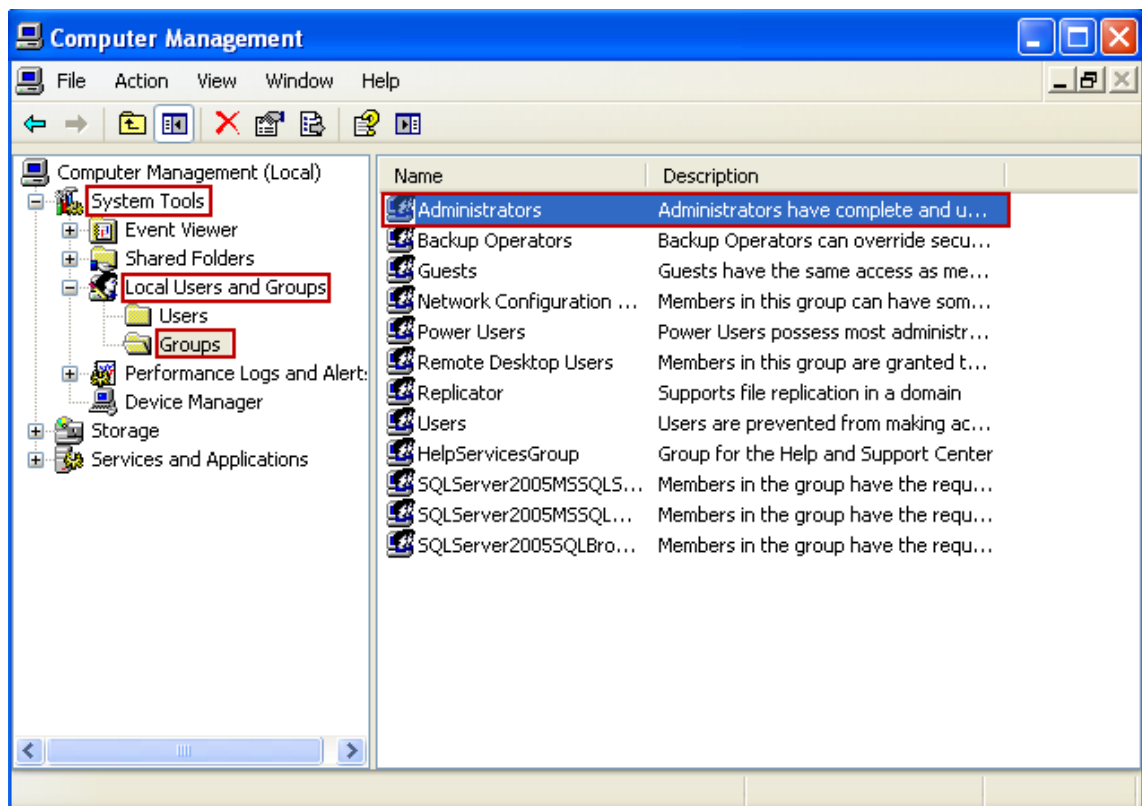 Computer Management
File Action View Window Help
Computer Management (Local)
System Tools
Event Viewer
Shared Folders
Local Users and Groups
Users
Groups
Performance Logs and Alert
Device Manager
Storage
Services and Applications
Name Description
Administrators Administrators have complete and u...
Backup Operators Backup Operators can override secu...
Guests Guests have the same access as me...
Network Configuration ... Members in this group can have som...
Power Users Power Users possess most administr...
Remote Desktop Users Members in this group are granted t...
Replicator Supports file replication in a domain
Users Users are prevented from making ac...
HelpServicesGroup Group for the Help and Support Center
SQLServer2005MSSQLS... Members in the group have the requ...
SQLServer2005MSSQL... Members in the group have the requ...
SQLServer2005SQLBro... Members in the group have the requ...